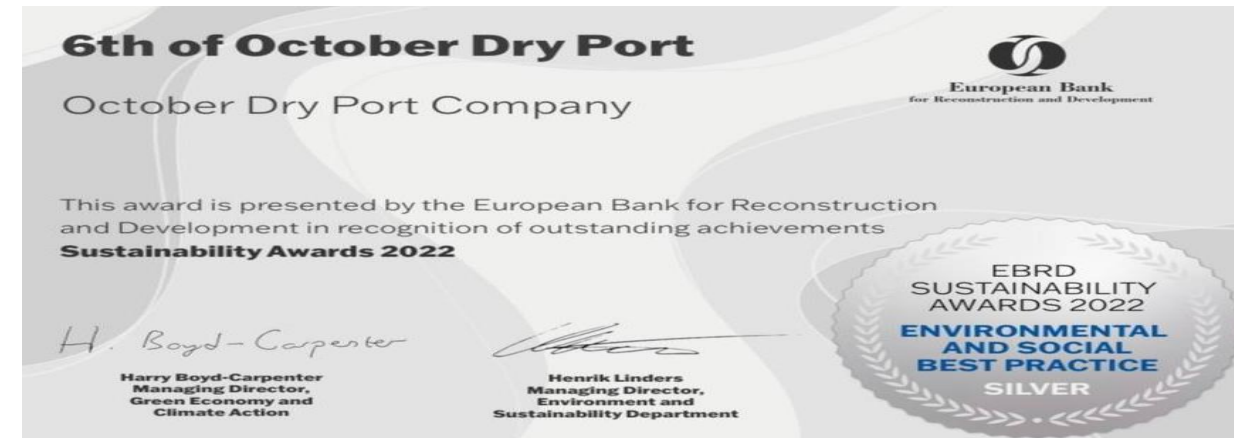 6th of October Dry Port
October Dry Port Company
European Bank
for Reconstruction and Development
This award is presented by the European Bank for Reconstruction
and Development in recognition of outstanding achievements
Sustainability Awards 2022
H. Boyd-Carpenter
Harry Boyd-Carpenter
Managing Director,
Green Economy and
Climate Action
Henrik Linders
Managing Director,
Environment and
Sustainability Department
EBRD
SUSTAINABILITY
AWARDS 2022
ENVIRONMENTAL
AND SOCIAL
BEST PRACTICE
SILVER